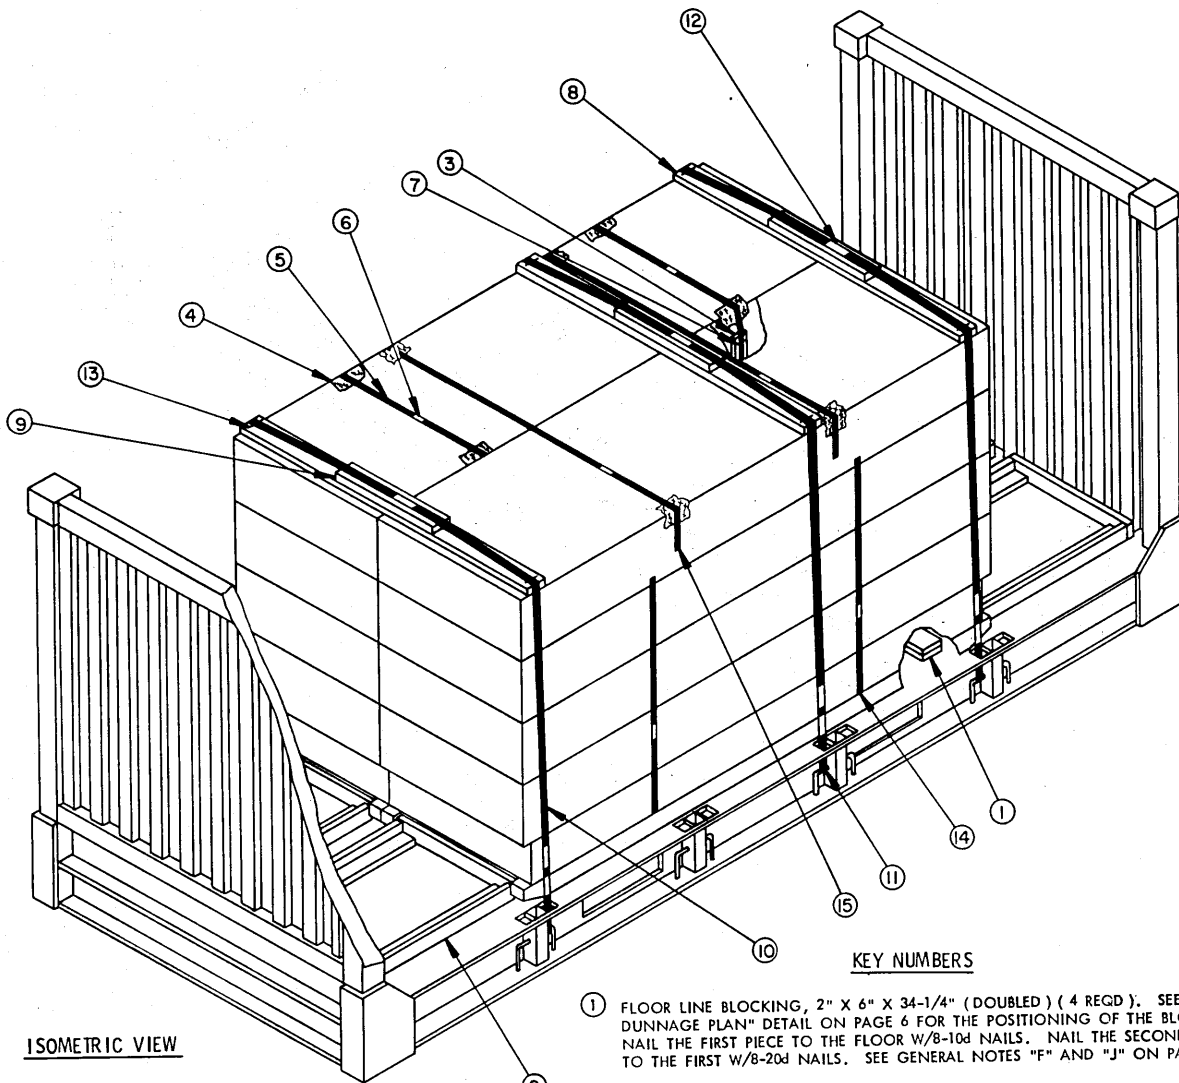 12
8
3
7
6
5
4
13
9
1
14
11
15
10
KEY NUMBERS
1 FLOOR LINE BLOCKING, 2" X 6" X 34-1/4" (DOUBLED) (4 REQD). SEE
DUNNAGE PLAN" DETAIL ON PAGE 6 FOR THE POSITIONING OF THE
NAIL THE FIRST PIECE TO THE FLOOR W/8-10d NAILS. NAIL THE SECOND
TO THE FIRST W/8-20d NAILS. SEE GENERAL NOTES "F" AND "J" ON
ISOMETRIC VIEW